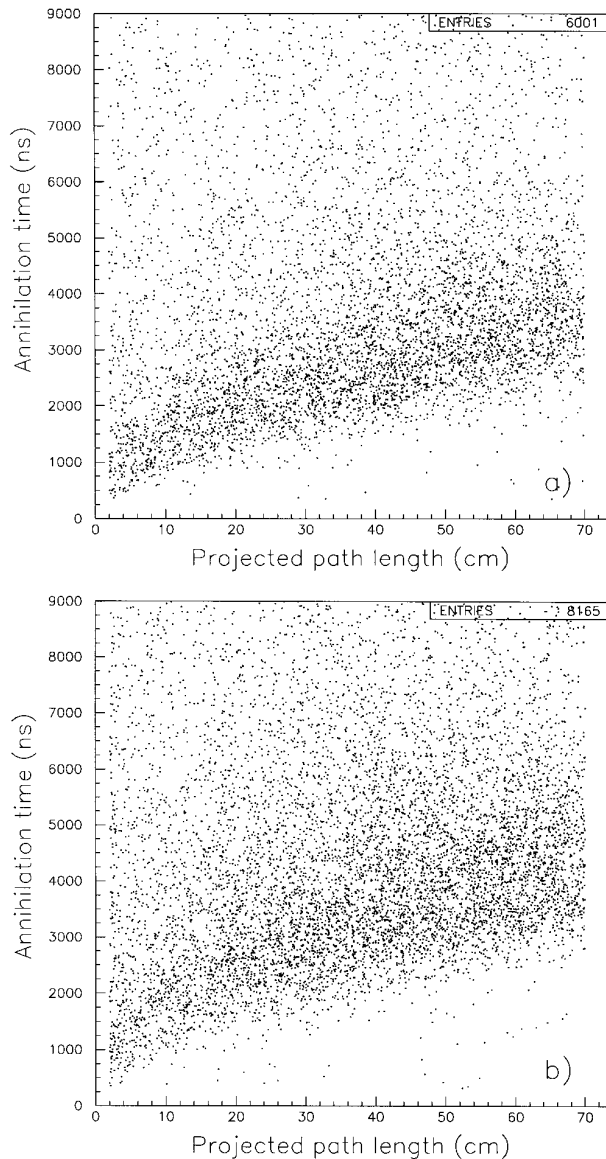 ENTRIES 6001
9000
8000
7000
6000
5000
4000
3000
2000
1000
0
Annihilation time (ns)
a)
0 10 20 30 40 50 60 70
Projected path length (cm)
ENTRIES 8165
9000
8000
7000
6000
5000
4000
3000
2000
1000
0
Annihilation time (ns)
b)
0 10 20 30 40 50 60 70
Projected path length (cm)